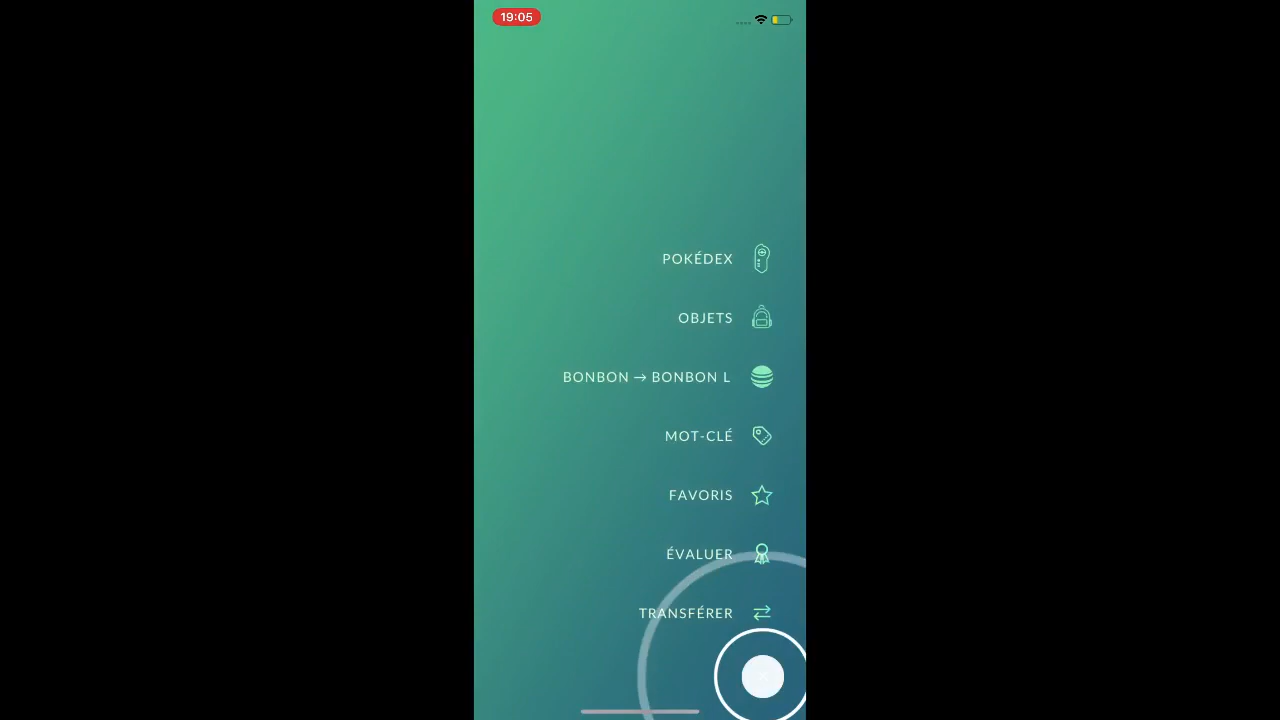 19:05
POKÉDEX
OBJETS
BONBON → BONBON L
MOT-CLÉ
FAVORIS
ÉVALUER
TRANSFÉRER